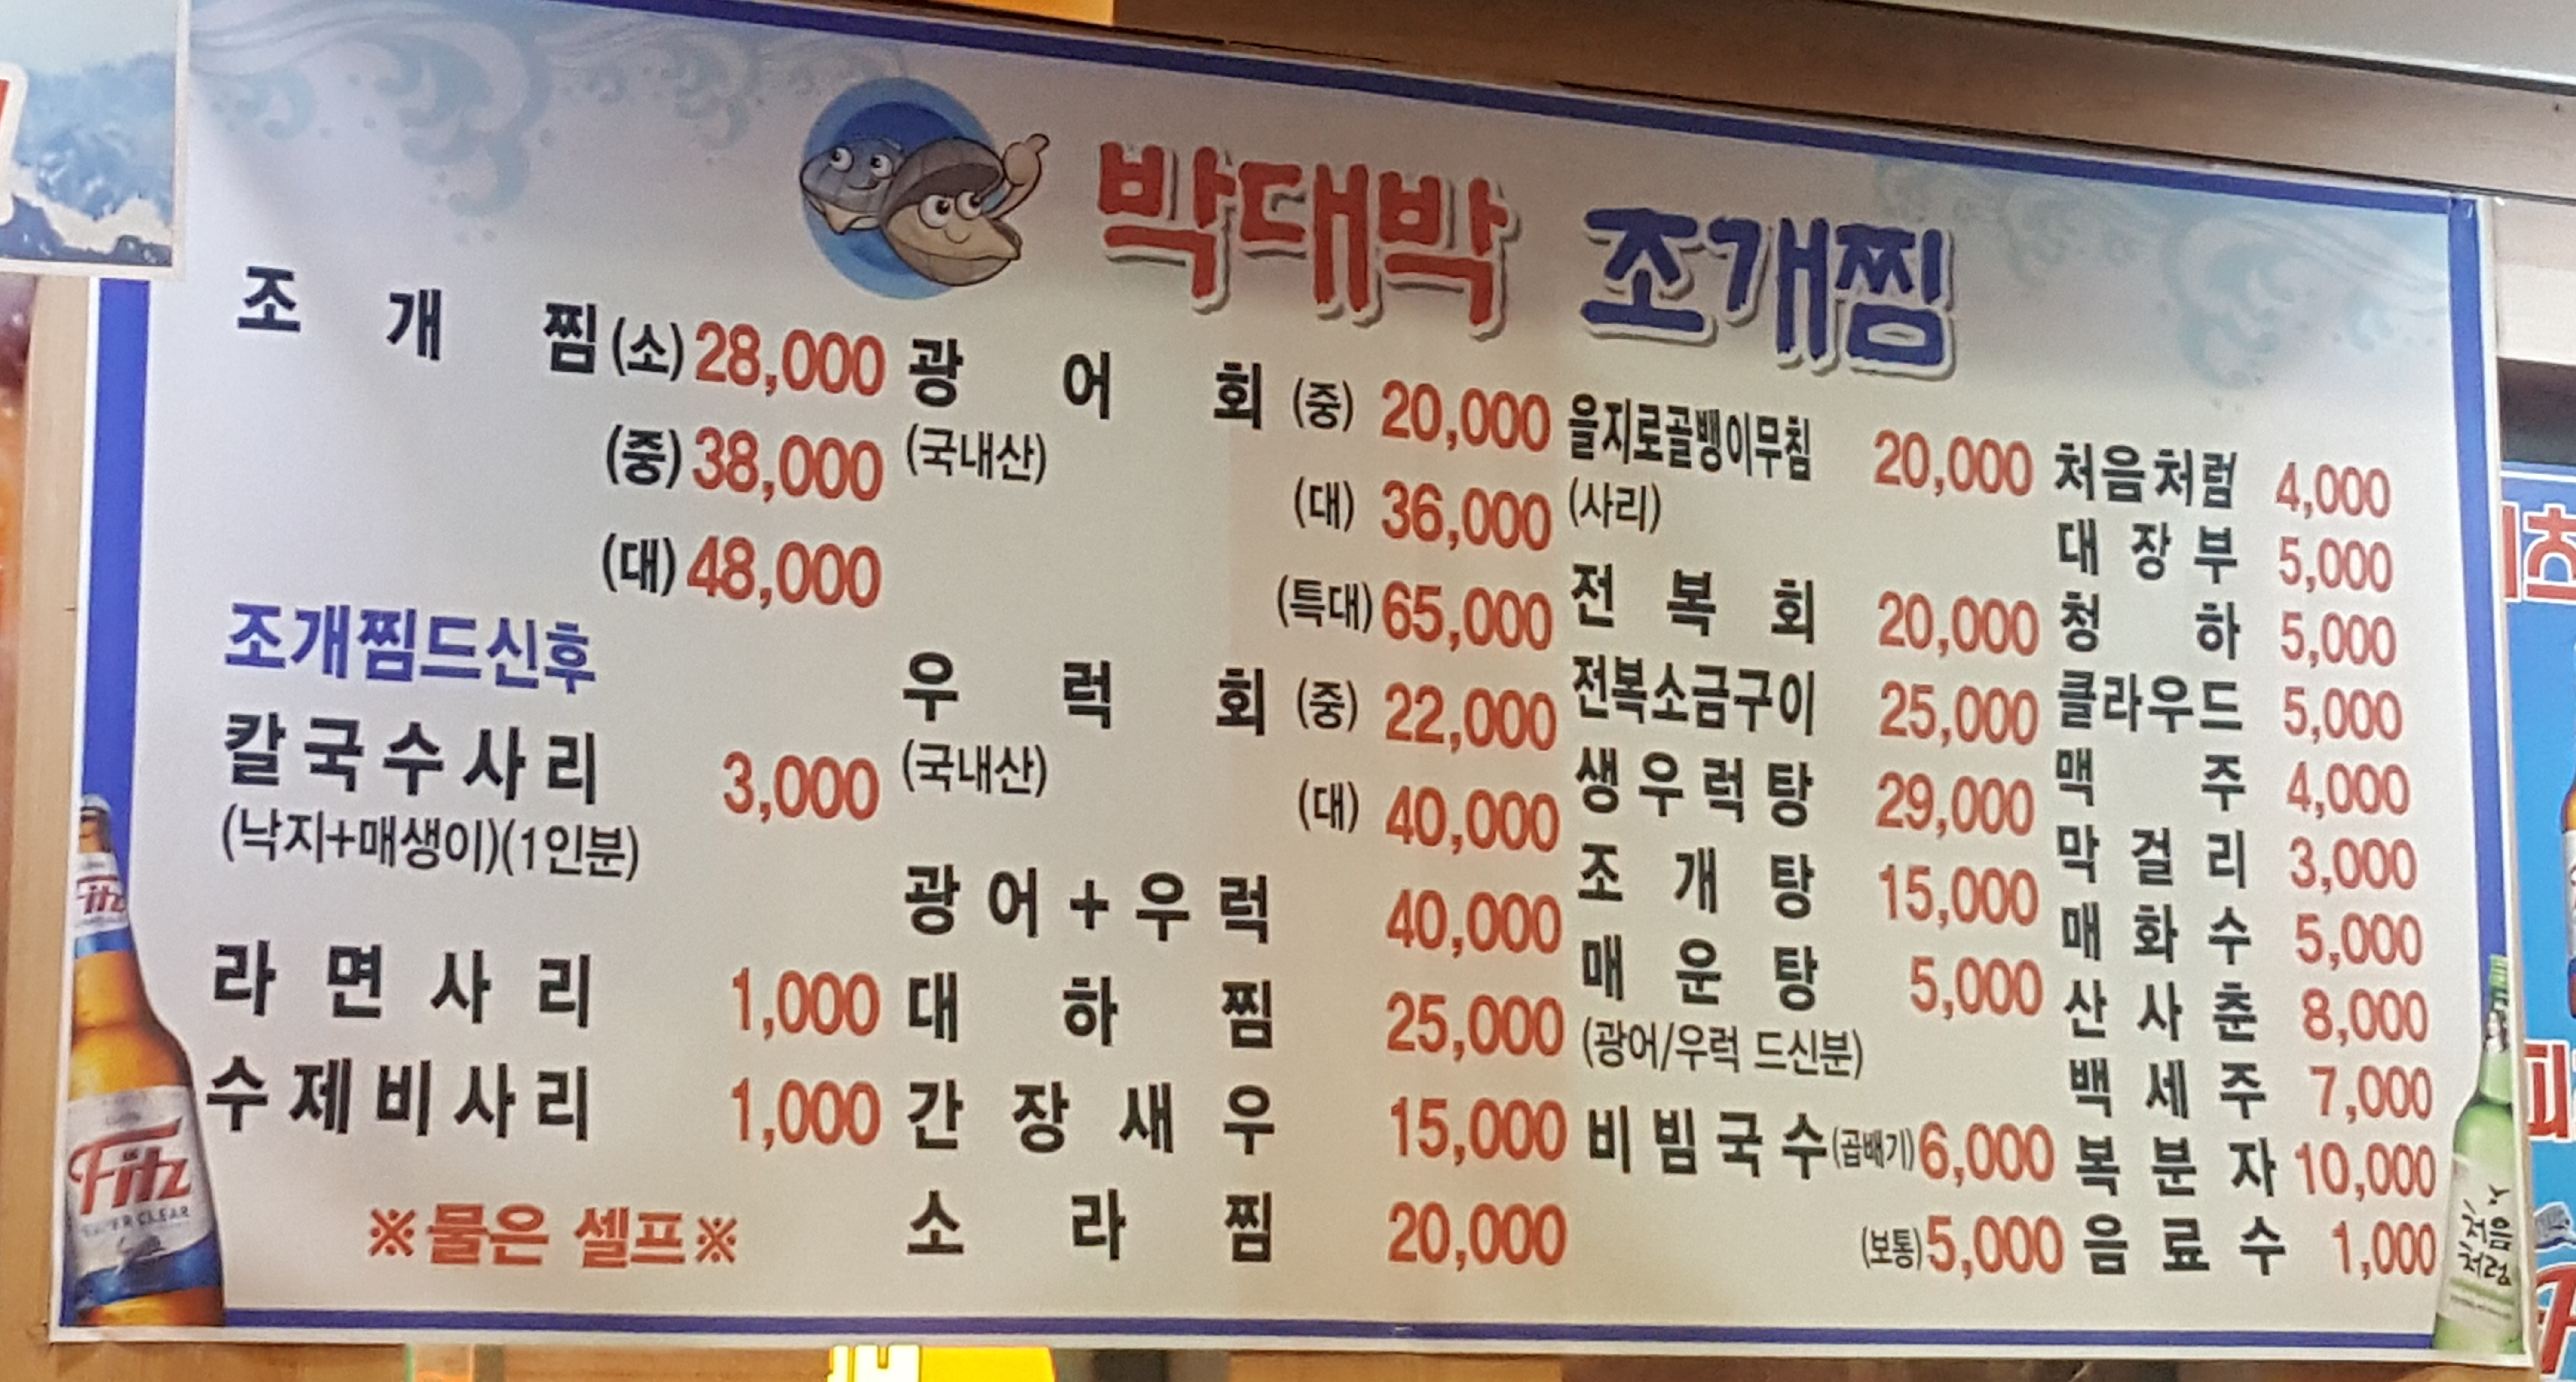 박대박 조개찜
조개찜 (소) 28,000
(중) 38,000
(대) 48,000
조개찜드신후
칼국수사리 3,000
(낙지+매생이)(1인분)
라면사리 1,000
수제비사리 1,000
※물은 셀프※
광어회 (중) 20,000
(국내산)
(대) 36,000
(특대) 65,000
우럭회 (중) 22,000
(국내산)
(대) 40,000
광어+우럭 40,000
대하찜 25,000
간장새우 15,000
소라찜 20,000
을지로골뱅이무침 20,000
(사리)
전복회 20,000
전복소금구이 25,000
생우럭탕 29,000
조개탕 15,000
매운탕 5,000
(광어/우럭 드신분)
비빔국수 (곱배기) 6,000
(보통) 5,000
처음처럼 4,000
대장부 5,000
청하 5,000
클라우드 5,000
맥주 4,000
막걸리 3,000
매화수 5,000
산사춘 8,000
백세주 7,000
복분자 10,000
음료수 1,000
Fitz
Fitz
SUPER CLEAR
처음
처럼